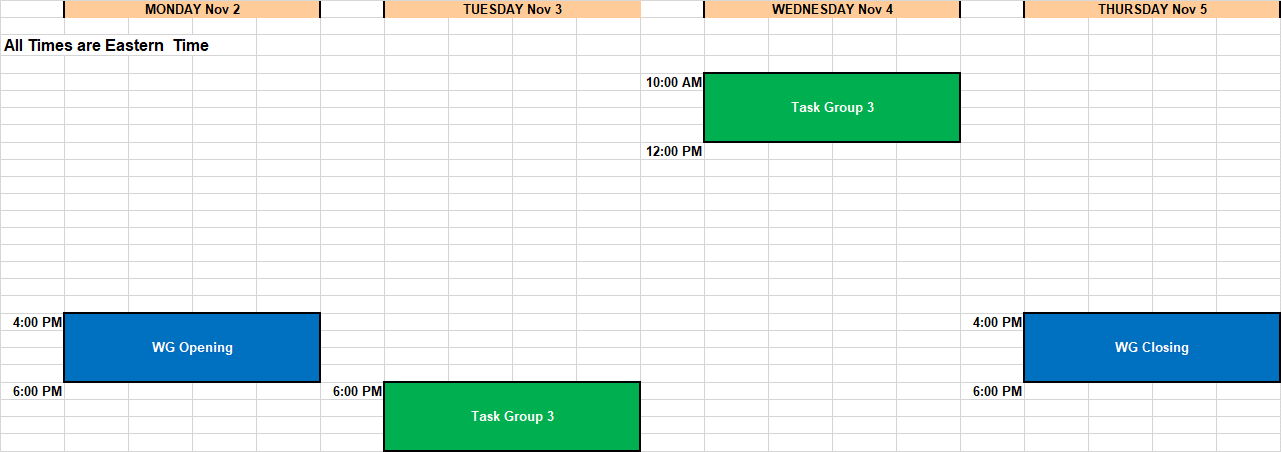 MONDAY Nov 2 TUESDAY Nov 3 WEDNESDAY Nov 4 THURSDAY Nov 5
All Times are Eastern  Time
10:00 AM
Task Group 3
12:00 PM
4:00 PM 4:00 PM
WG Opening WG Closing
6:00 PM 6:00 PM 6:00 PM
Task Group 3